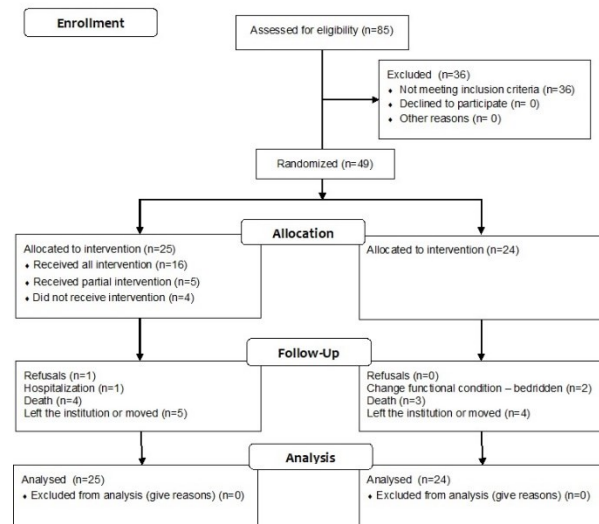 Enrollment
Assessed for eligibility (n=85)
Excluded (n=36)
♦ Not meeting inclusion criteria (n=36)
♦ Declined to participate (n= 0)
♦ Other reasons (n= 0)
Randomized (n=49)
Allocation
Allocated to intervention (n=25)
♦ Received all intervention (n=16)
♦ Received partial intervention (n=5)
♦ Did not receive intervention (n=4)
Allocated to intervention (n=24)
Follow-Up
Refusals (n=1)
Hospitalization (n=1)
Death (n=4)
Left the institution or moved (n=5)
Refusals (n=0)
Change functional condition – bedridden (n=2)
Death (n=3)
Left the institution or moved (n=4)
Analysis
Analysed (n=25)
♦ Excluded from analysis (give reasons) (n=0)
Analysed (n=24)
♦ Excluded from analysis (give reasons) (n=0)